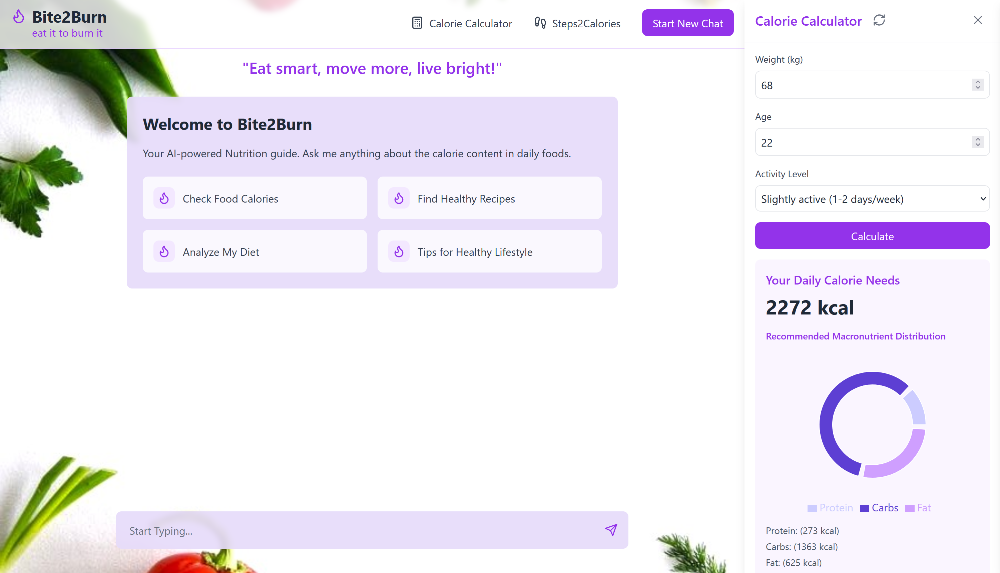 Bite2Burn
eat it to burn it
Calorie Calculator
Steps2Calories
Start New Chat
"Eat smart, move more, live bright!"
Welcome to Bite2Burn
Your AI-powered Nutrition guide. Ask me anything about the calorie content in daily foods.
Check Food Calories
Find Healthy Recipes
Analyze My Diet
Tips for Healthy Lifestyle
Start Typing...
Calorie Calculator
Weight (kg)
68
Age
22
Activity Level
Slightly active (1-2 days/week)
Calculate
Your Daily Calorie Needs
2272 kcal
Recommended Macronutrient Distribution
Protein Carbs Fat
Protein: (273 kcal)
Carbs: (1363 kcal)
Fat: (625 kcal)